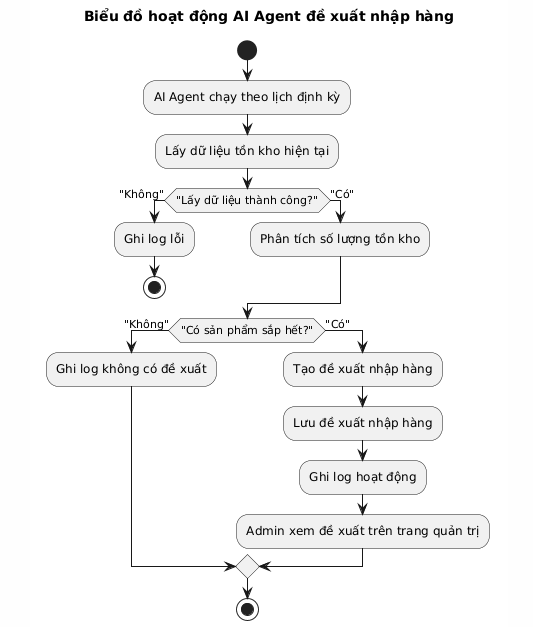 Biểu đồ hoạt động AI Agent đề xuất nhập hàng
AI Agent chạy theo lịch định kỳ
Lấy dữ liệu tồn kho hiện tại
"Không"
"Lấy dữ liệu thành công?"
"Có"
Ghi log lỗi
Phân tích số lượng tồn kho
"Không"
"Có sản phẩm sắp hết?"
"Có"
Ghi log không có đề xuất
Tạo đề xuất nhập hàng
Lưu đề xuất nhập hàng
Ghi log hoạt động
Admin xem đề xuất trên trang quản trị